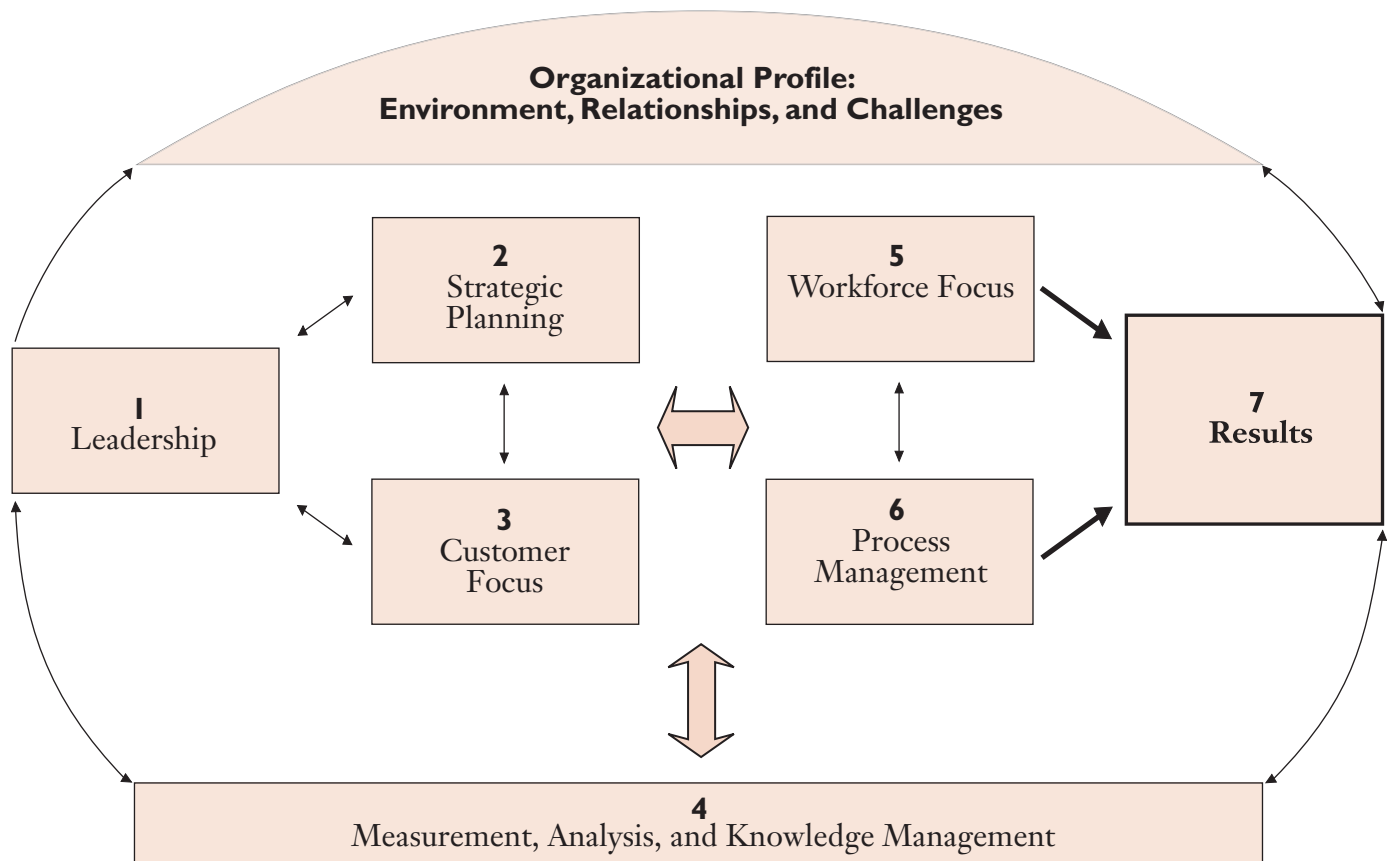 Organizational Profile:
Environment, Relationships, and Challenges
2
Strategic
Planning
5
Workforce Focus
1
Leadership
7
Results
3
Customer
Focus
6
Process
Management
4
Measurement, Analysis, and Knowledge Management